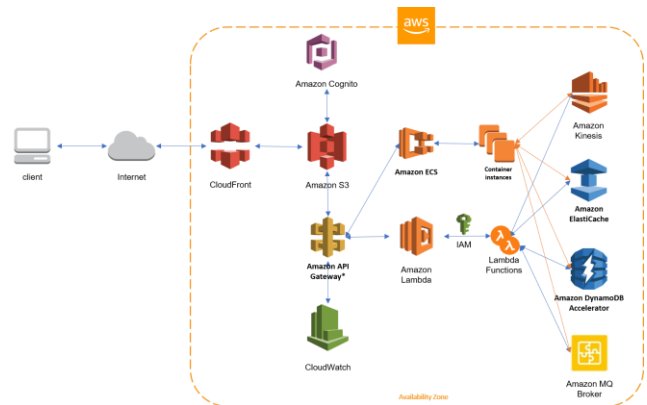 aws
Amazon Cognito
client
Internet
CloudFront
Amazon S3
Amazon ECS
Container
instances
Amazon
Kinesis
Amazon
ElastiCache
Amazon API
Gateway*
Amazon
Lambda
IAM
Lambda
Functions
Amazon DynamoDB
Accelerator
CloudWatch
Amazon MQ
Broker
Availability Zone